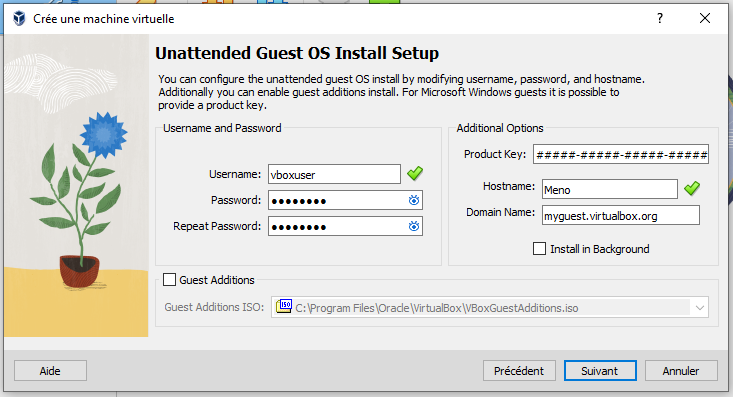 Crée une machine virtuelle
Unattended Guest OS Install Setup
You can configure the unattended guest OS install by modifying username, password, and hostname.
Additionally you can enable guest additions install. For Microsoft Windows guests it is possible to
provide a product key.
Username and Password
Username: vboxuser
Password: ●●●●●●●●
Repeat Password: ●●●●●●●●
Additional Options
Product Key: #####-#####-#####-#####
Hostname: Meno
Domain Name: myguest.virtualbox.org
Install in Background
Guest Additions
Guest Additions ISO: ISO C:\Program Files\Oracle\VirtualBox\VBoxGuestAdditions.iso
Aide Précédent Suivant Annuler